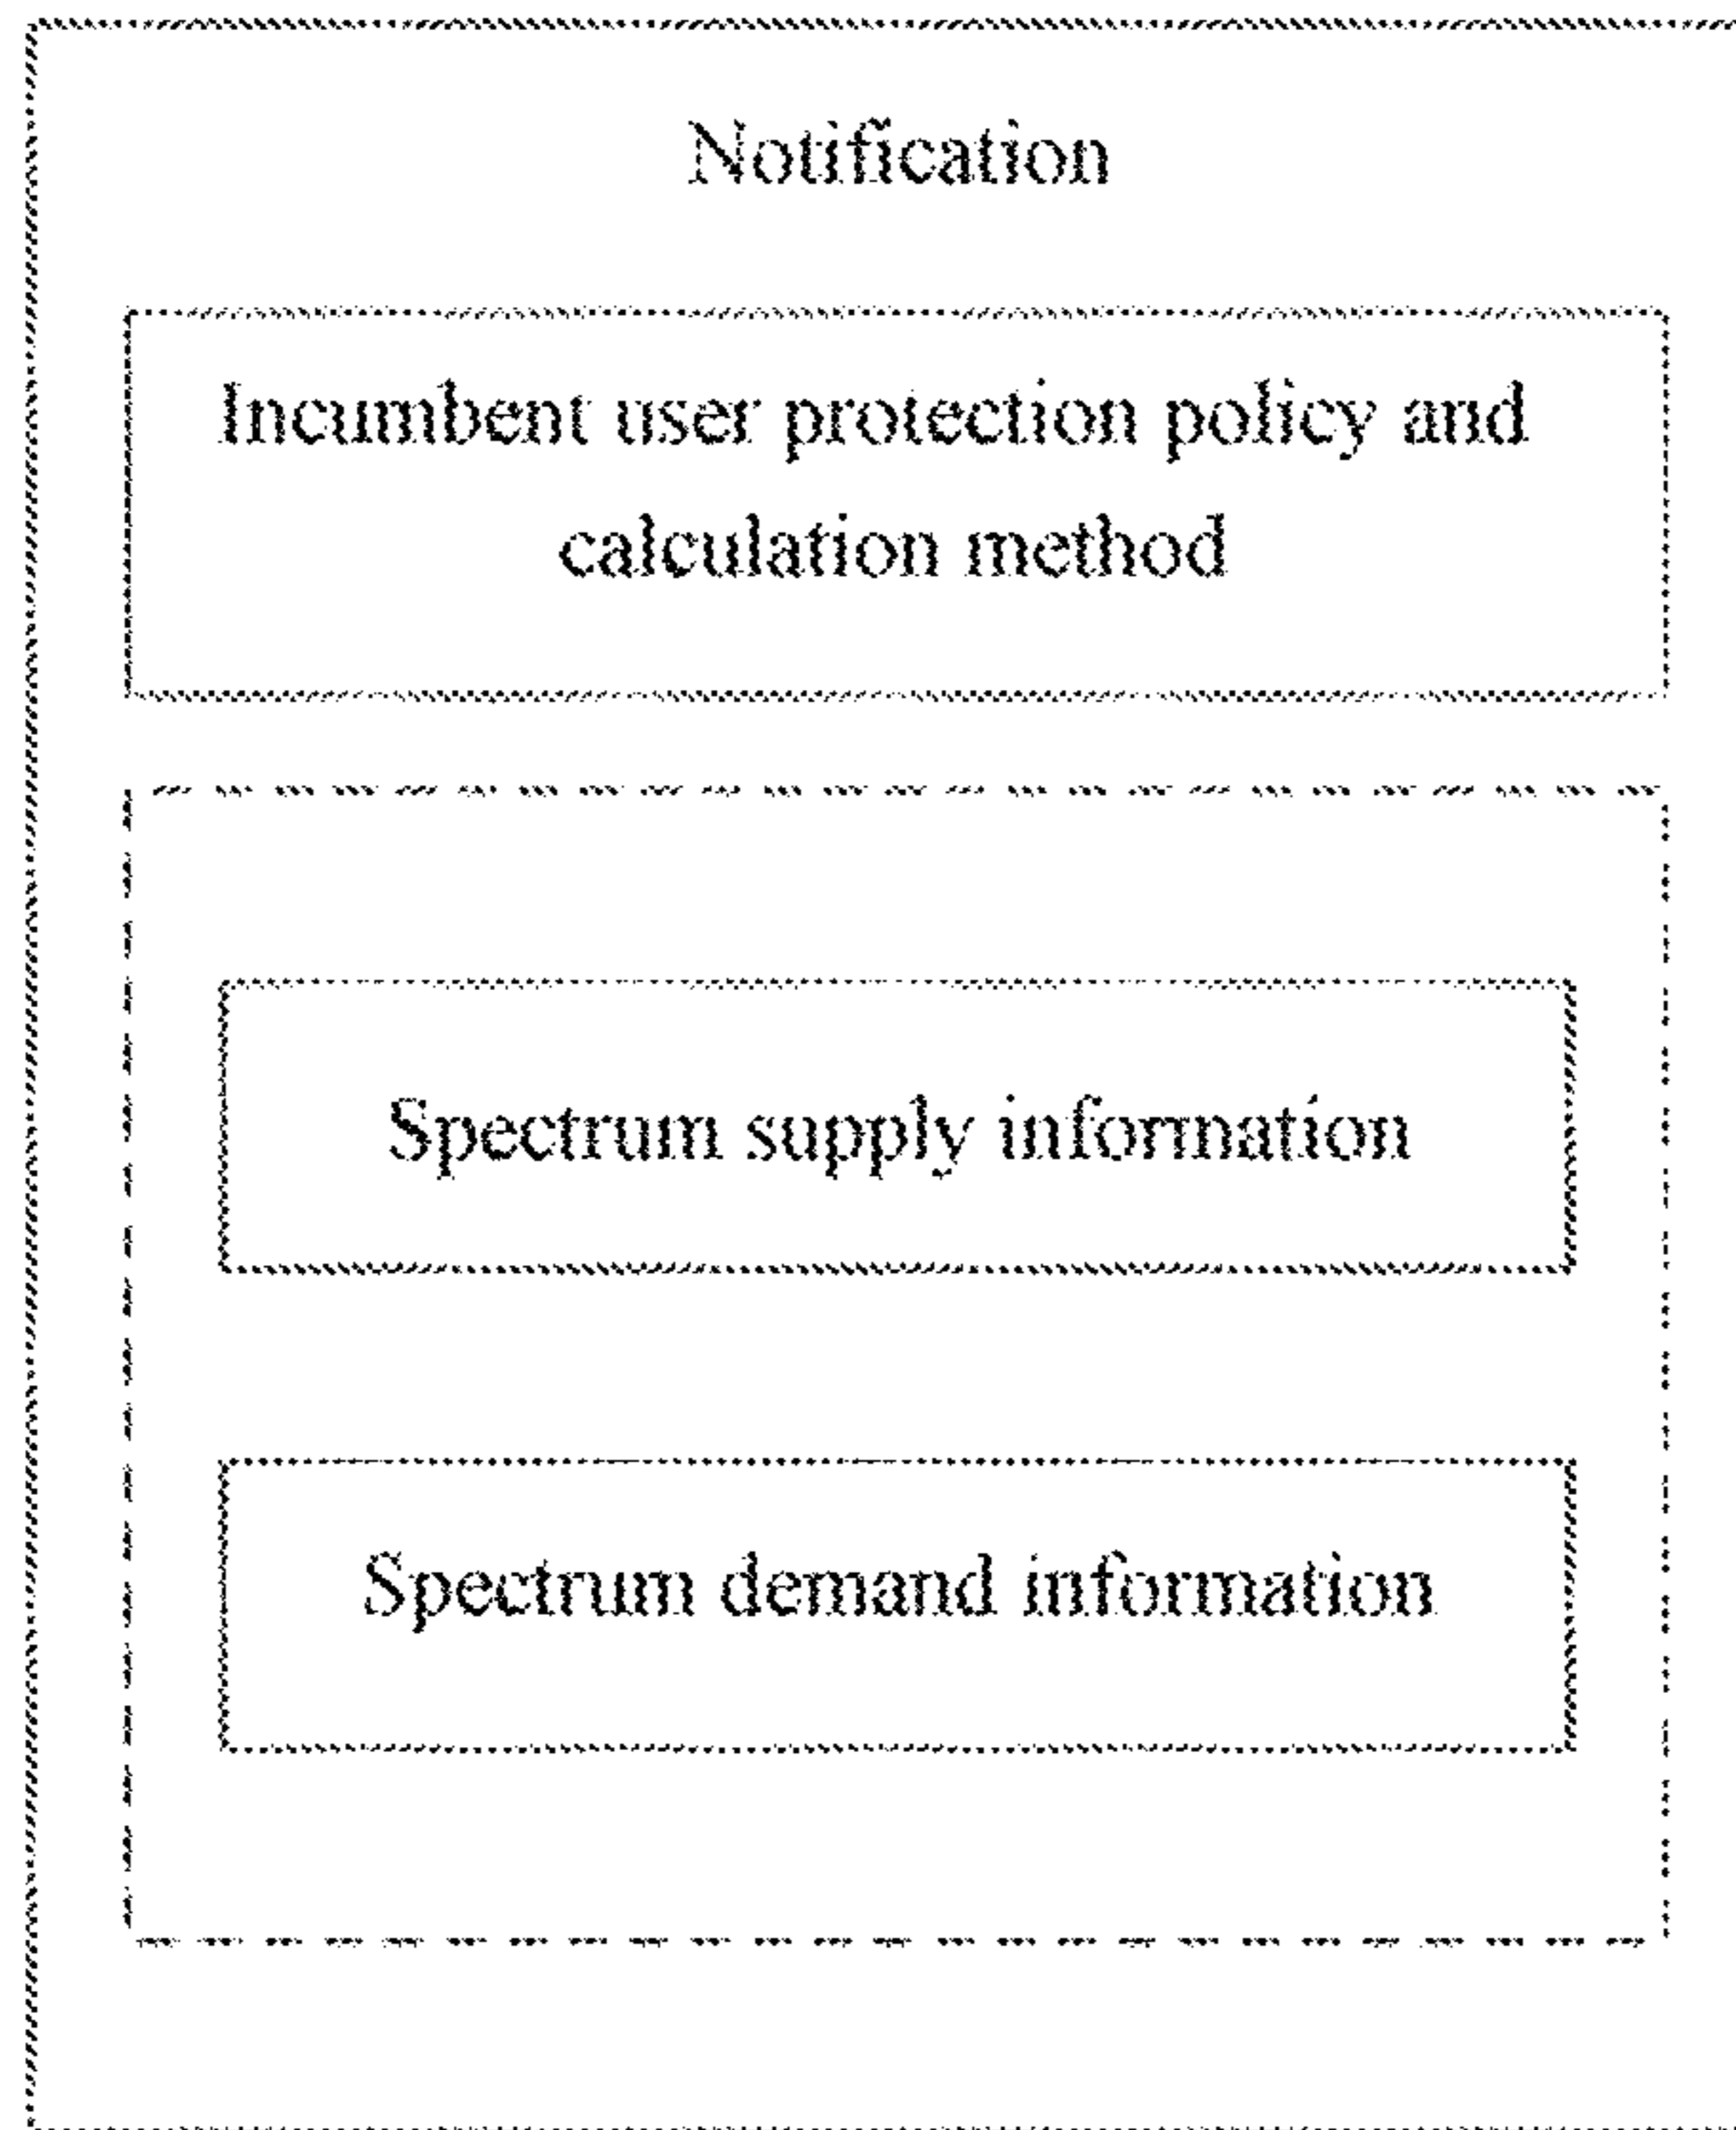 Notification
Incumbent user protection policy and
calculation method
Spectrum supply information
Spectrum demand information